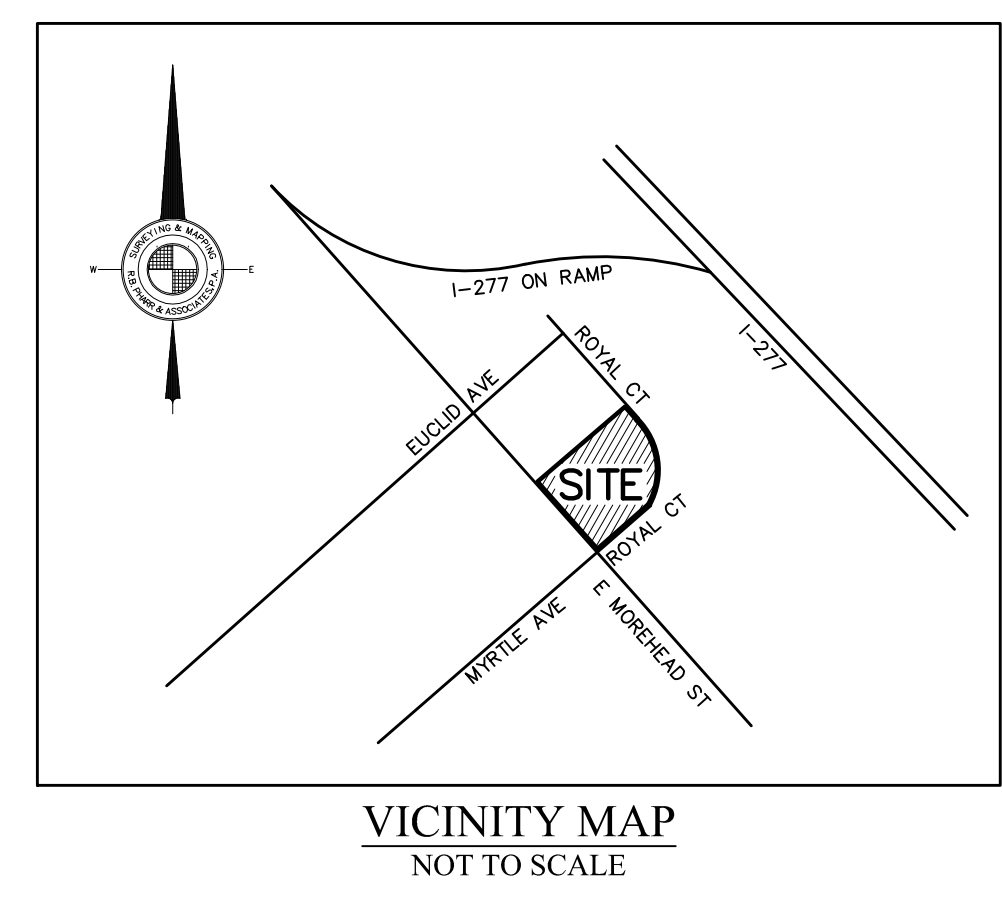 SURVEYING & MAPPING
R.B. PHARR & ASSOCIATES, P.A.
W
E
I-277 ON RAMP
I-277
ROYAL CT
EUCLID AVE
SITE
ROYAL CT
MYRTLE AVE
E MOREHEAD ST
VICINITY MAP
NOT TO SCALE